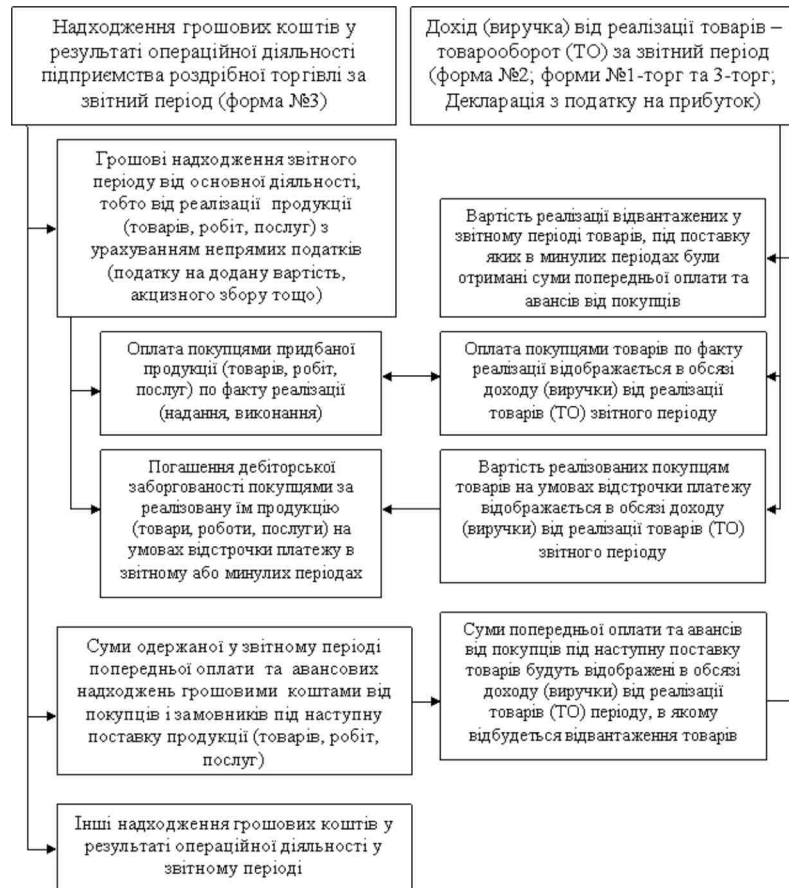 Надходження грошових коштів у
результаті операційної діяльності
підприємства роздрібної торгівлі за
звітний період (форма №3)
Дохід (виручка) від реалізації товарів –
товарооборот (ТО) за звітний період
(форма №2; форми №1-торг та 3-торг;
Декларація з податку на прибуток)
Грошові надходження звітного
періоду від основної діяльності,
тобто від реалізації продукції
(товарів, робіт, послуг) з
урахуванням непрямих податків
(податку на додану вартість,
акцизного збору тощо)
Вартість реалізації відвантажених у
звітному періоді товарів, під поставку
яких в минулих періодах були
отримані суми попередньої оплати та
авансів від покупців
Оплата покупцями придбаної
продукції (товарів, робіт,
послуг) по факту реалізації
(надання, виконання)
Оплата покупцями товарів по факту
реалізації відображається в обсязі
доходу (виручки) від реалізації
товарів (ТО) звітного періоду
Погашення дебіторської
заборгованості покупцями за
реалізовану їм продукцію
(товари, роботи, послуги) на
умовах відстрочки платежу в
звітному або минулих періодах
Вартість реалізованих покупцям
товарів на умовах відстрочки платежу
відображається в обсязі доходу
(виручки) від реалізації товарів (ТО)
звітного періоду
Суми одержаної у звітному періоді
попередньої оплати та авансових
надходжень грошовими коштами від
покупців і замовників під наступну
поставку продукції (товарів, робіт,
послуг)
Суми попередньої оплати та авансів
від покупців під наступну поставку
товарів будуть відображені в обсязі
доходу (виручки) від реалізації
товарів (ТО) періоду, в якому
відбудеться відвантаження товарів
Інші надходження грошових коштів у
результаті операційної діяльності у
звітному періоді